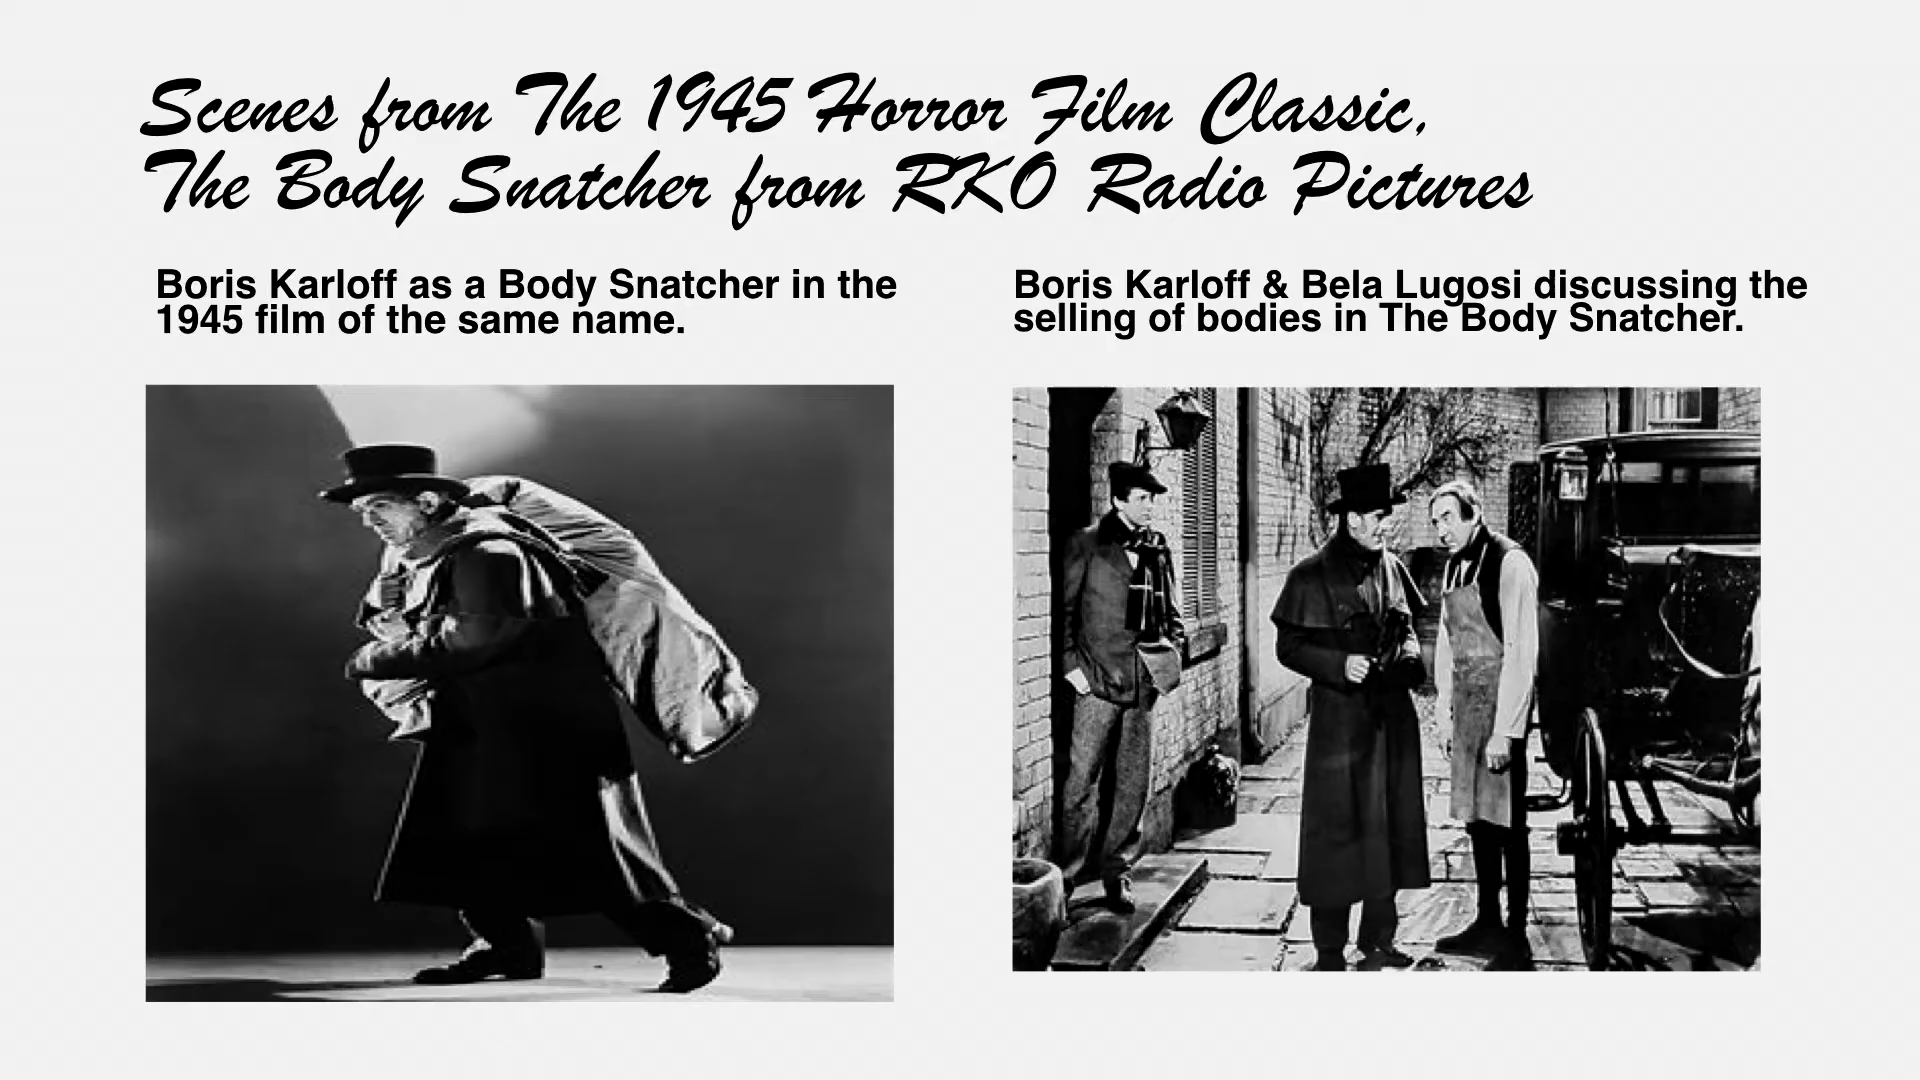 Scenes from The 1945 Horror Film Classic,
The Body Snatcher from RKO Radio Pictures
Boris Karloff as a Body Snatcher in the
1945 film of the same name.
Boris Karloff & Bela Lugosi discussing the
selling of bodies in The Body Snatcher.